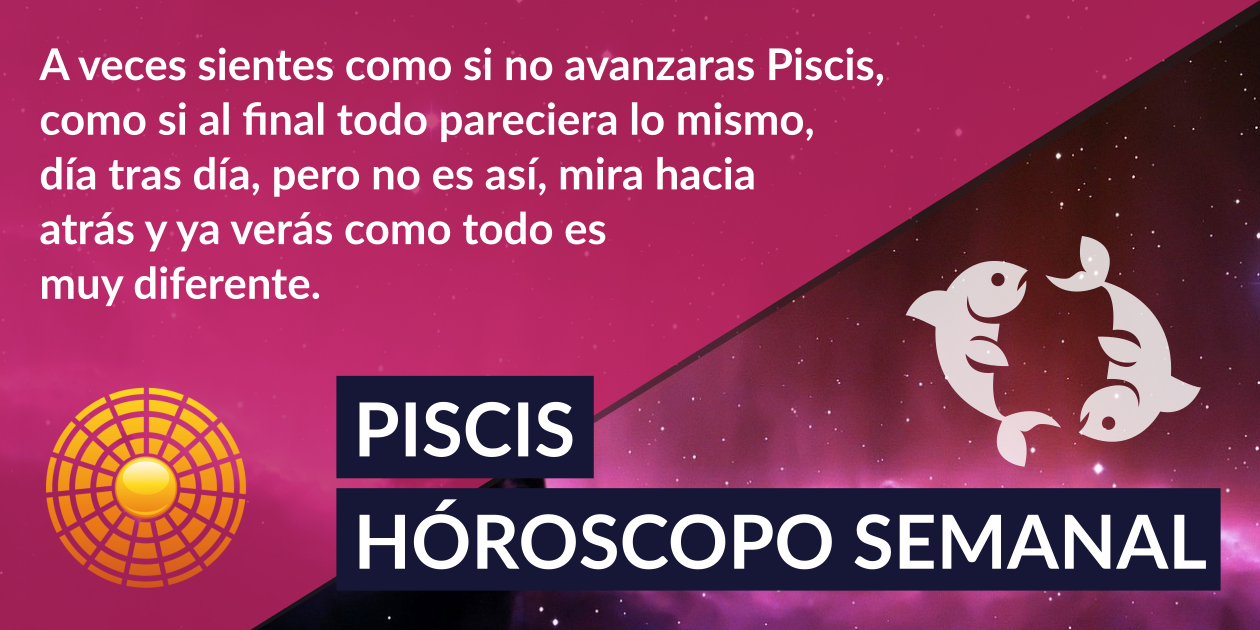 A veces sientes como si no avanzaras Piscis,
como si al final todo pareciera lo mismo,
día tras día, pero no es así, mira hacia
atrás y ya verás como todo es
muy diferente.
PISCIS
HÓROSCOPO SEMANAL